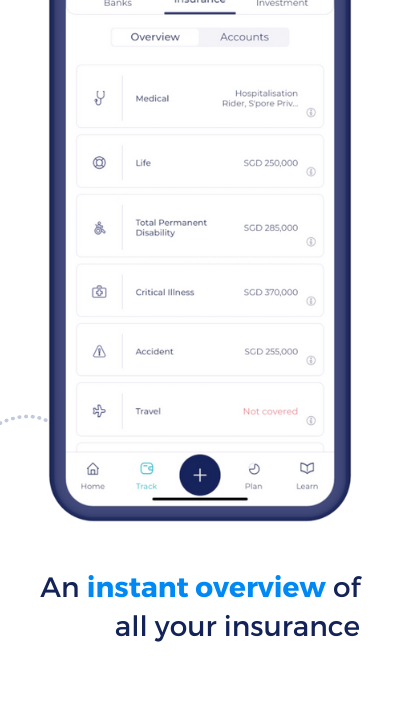 Banks Insurance Investment
Overview Accounts
Medical
Hospitalisation
Rider, S'pore Priv...
Life SGD 250,000
Total Permanent
Disability
SGD 285,000
Critical Illness SGD 370,000
Accident SGD 255,000
Travel Not covered
Home Track Plan Learn
An instant overview of
all your insurance